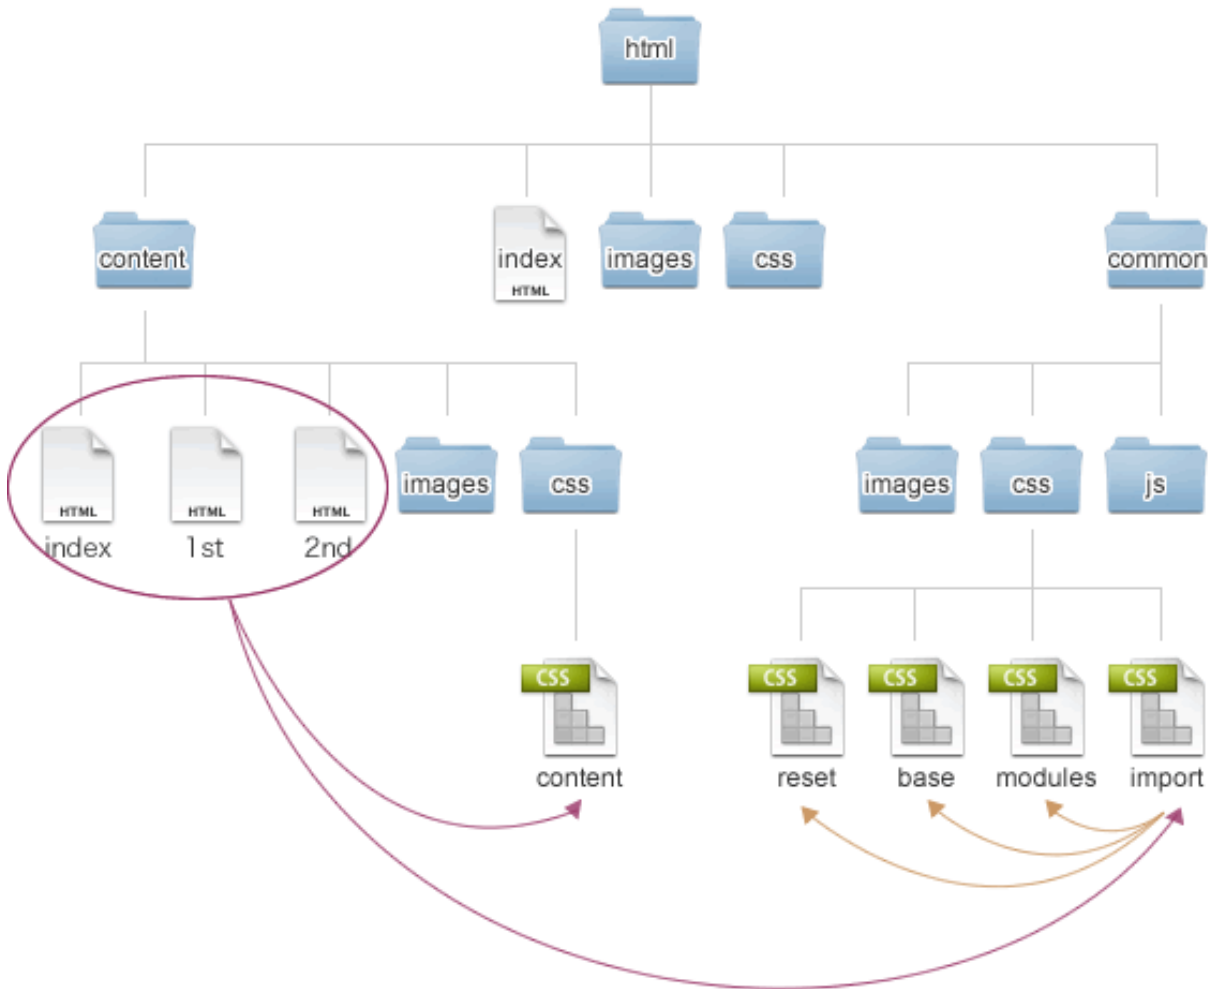 html
content
index
HTML
images
css
common
HTML
HTML
HTML
index
1st
2nd
images
css
images
css
js
CSS
content
CSS
reset
CSS
base
CSS
modules
CSS
import